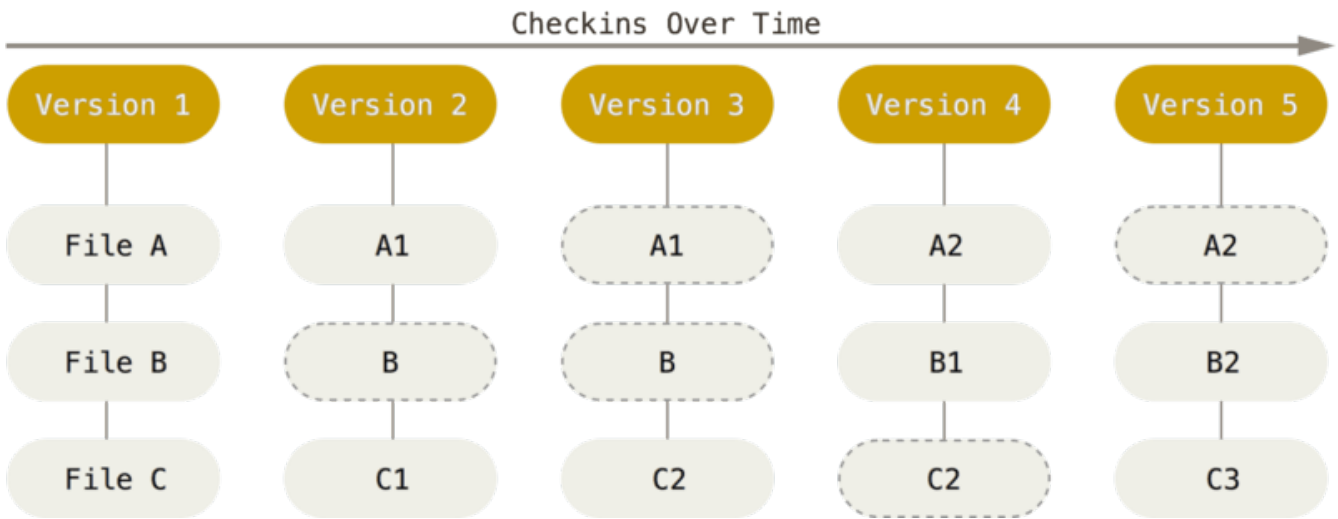 Checkins Over Time
Version 1 Version 2 Version 3 Version 4 Version 5
File A A1 A1 A2 A2
File B B B B1 B2
File C C1 C2 C2 C3